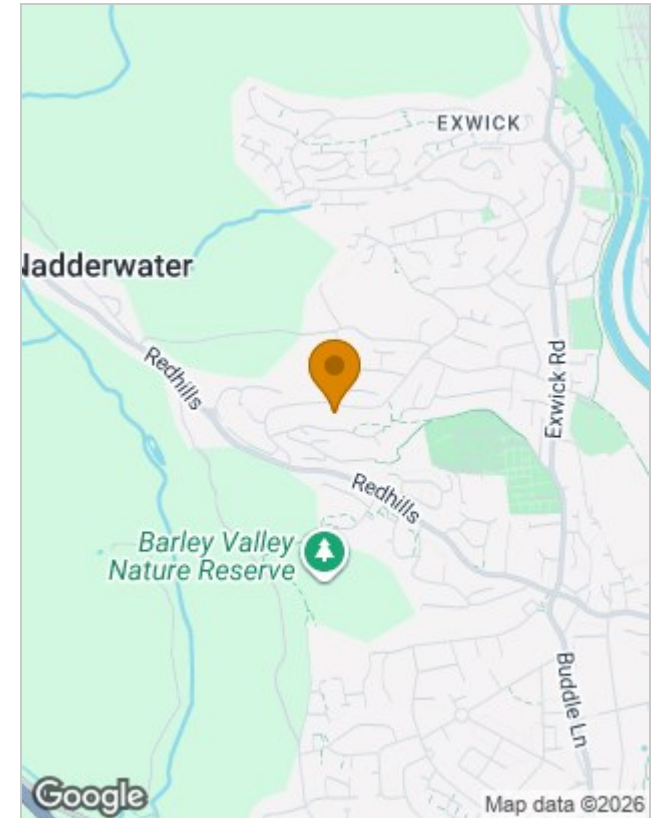 EXWICK
Nadderwater
Redhills
Exwick Rd
Redhills
Barley Valley
Nature Reserve
Buddle Ln
Google
Map data ©2026